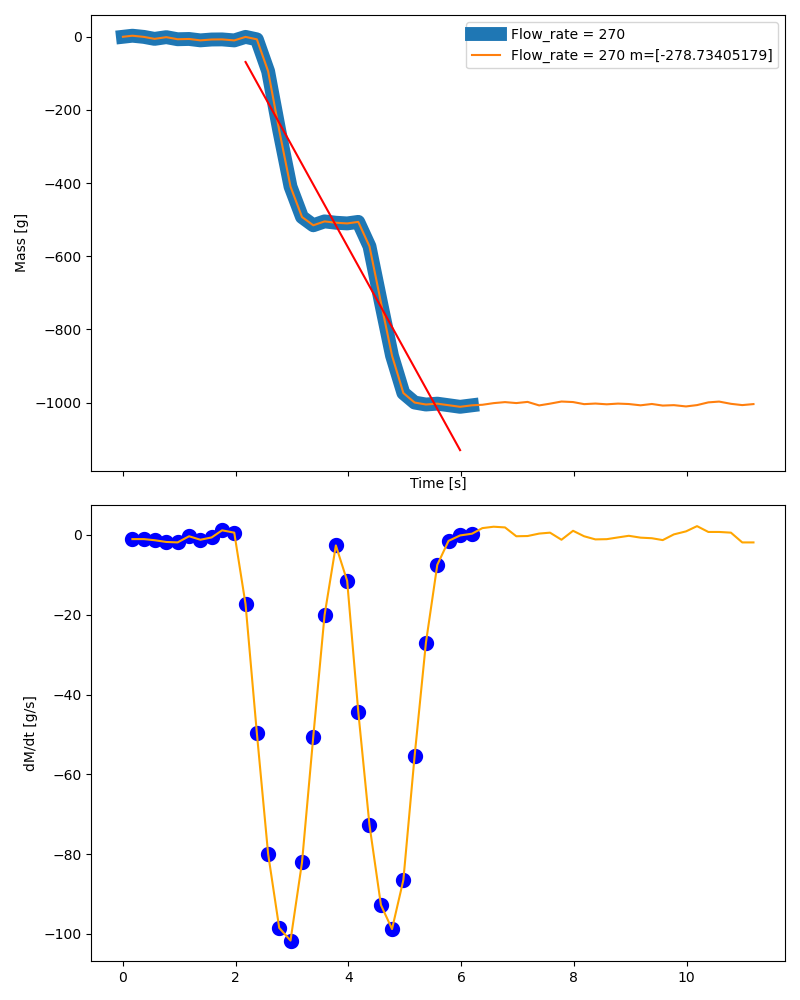 Flow_rate = 270
Flow_rate = 270 m=[-278.73405179]
0
−200
−400
−600
−800
−1000
Mass [g]
Time [s]
0
−20
−40
−60
−80
−100
dM/dt [g/s]
0 2 4 6 8 10